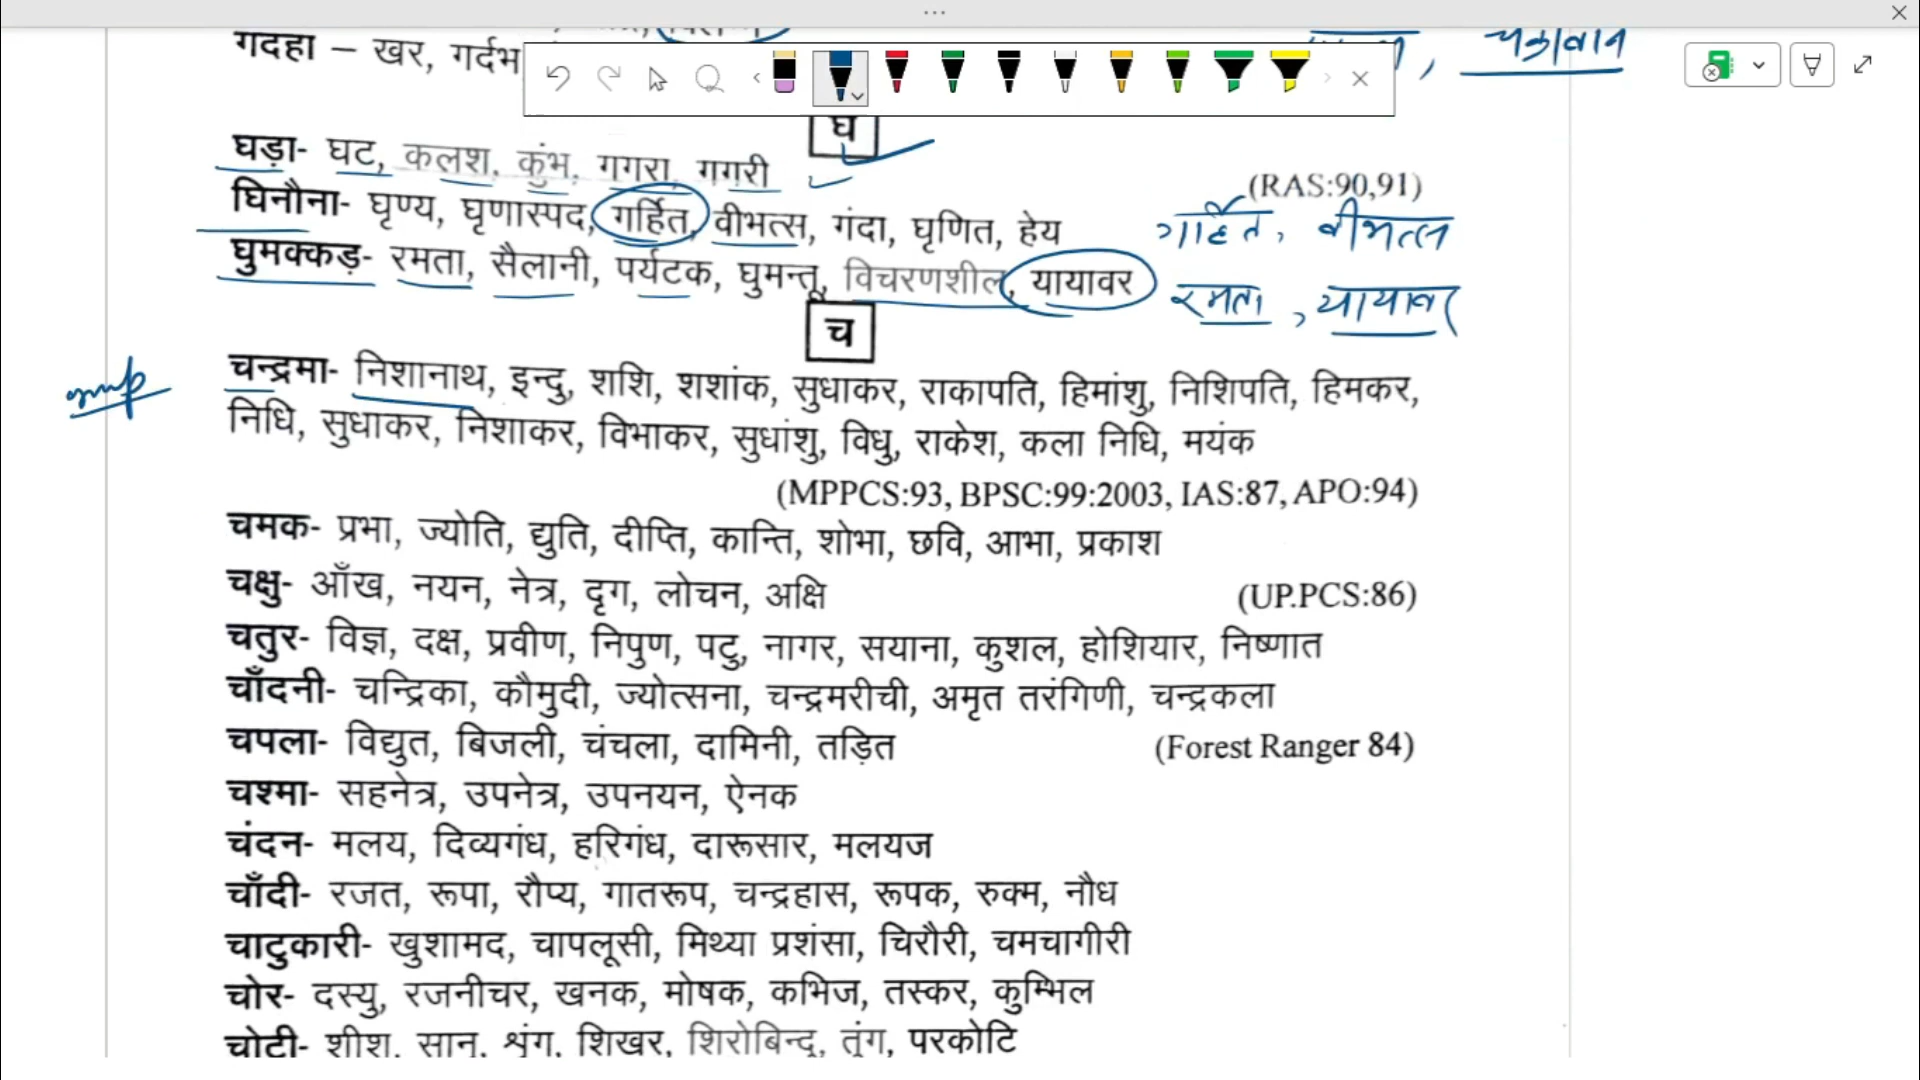 गदहा – खर, गर्दभ
, चक्रावान
घ
घड़ा- घट, कलश, कुंभ, गगरा, गगरी
(RAS:90,91)
घिनौना- घृण्य, घृणास्पद, गर्हित, वीभत्स, गंदा, घृणित, हेय
गर्हित, वीभत्स
घुमक्कड़- रमता, सैलानी, पर्यटक, घुमन्तू, विचरणशील, यायावर
रमता, यायावर
च
Imp
चन्द्रमा- निशानाथ, इन्दु, शशि, शशांक, सुधाकर, राकापति, हिमांशु, निशिपति, हिमकर,
निधि, सुधाकर, निशाकर, विभाकर, सुधांशु, विधु, राकेश, कला निधि, मयंक
(MPPCS:93, BPSC:99:2003, IAS:87, APO:94)
चमक- प्रभा, ज्योति, द्युति, दीप्ति, कान्ति, शोभा, छवि, आभा, प्रकाश
चक्षु- आँख, नयन, नेत्र, दृग, लोचन, अक्षि (UP.PCS:86)
चतुर- विज्ञ, दक्ष, प्रवीण, निपुण, पटु, नागर, सयाना, कुशल, होशियार, निष्णात
चाँदनी- चन्द्रिका, कौमुदी, ज्योत्सना, चन्द्रमरीची, अमृत तरंगिणी, चन्द्रकला
चपला- विद्युत, बिजली, चंचला, दामिनी, तड़ित (Forest Ranger 84)
चश्मा- सहनेत्र, उपनेत्र, उपनयन, ऐनक
चंदन- मलय, दिव्यगंध, हरिगंध, दारूसार, मलयज
चाँदी- रजत, रूपा, रौप्य, गातरूप, चन्द्रहास, रूपक, रुक्म, नौध
चाटुकारी- खुशामद, चापलूसी, मिथ्या प्रशंसा, चिरौरी, चमचागीरी
चोर- दस्यु, रजनीचर, खनक, मोषक, कभिज, तस्कर, कुम्भिल
चोटी- शीश, सानु, श्रृंग, शिखर, शिरोबिन्दु, तुंग, परकोटि